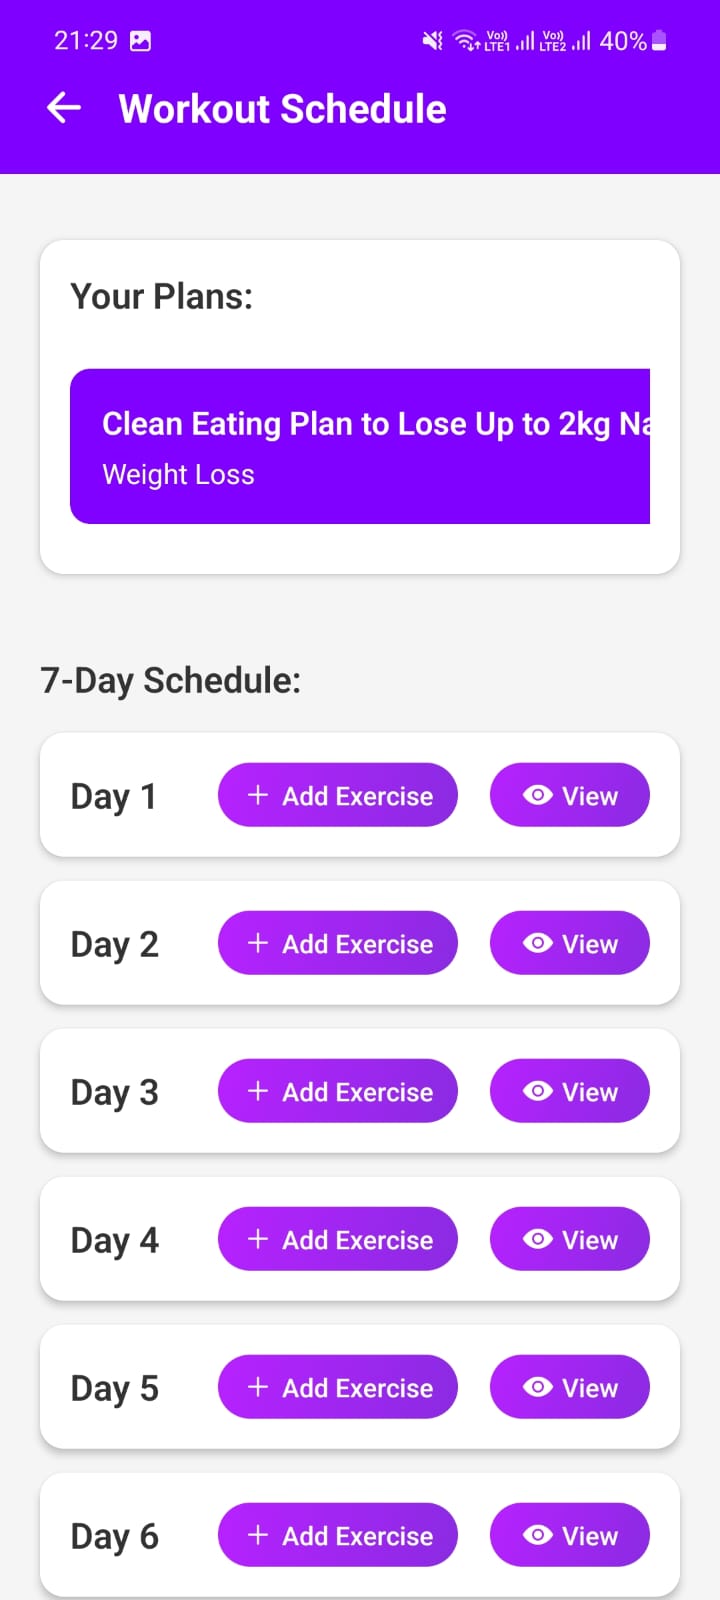 21:29 Vo)) LTE1 Vo)) LTE2 40%
Workout Schedule
Your Plans:
Clean Eating Plan to Lose Up to 2kg Na
Weight Loss
7-Day Schedule:
Day 1 + Add Exercise View
Day 2 + Add Exercise View
Day 3 + Add Exercise View
Day 4 + Add Exercise View
Day 5 + Add Exercise View
Day 6 + Add Exercise View